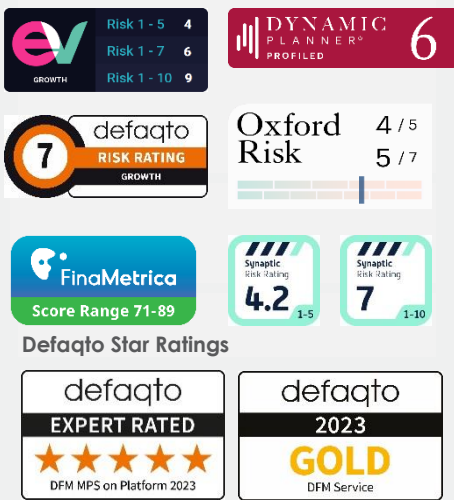 ev
GROWTH
Risk 1 - 5 4
Risk 1 - 7 6
Risk 1 - 10 9
DYNAMIC
PLANNER®
PROFILED
6
7
defaqto
RISK RATING
GROWTH
Oxford
Risk
4 / 5
5 / 7
FinaMetrica
Score Range 71-89
Synaptic
Risk Rating
4.2
1-5
Synaptic
Risk Rating
7
1-10
Defaqto Star Ratings
defaqto
EXPERT RATED
DFM MPS on Platform 2023
defaqto
2023
GOLD
DFM Service